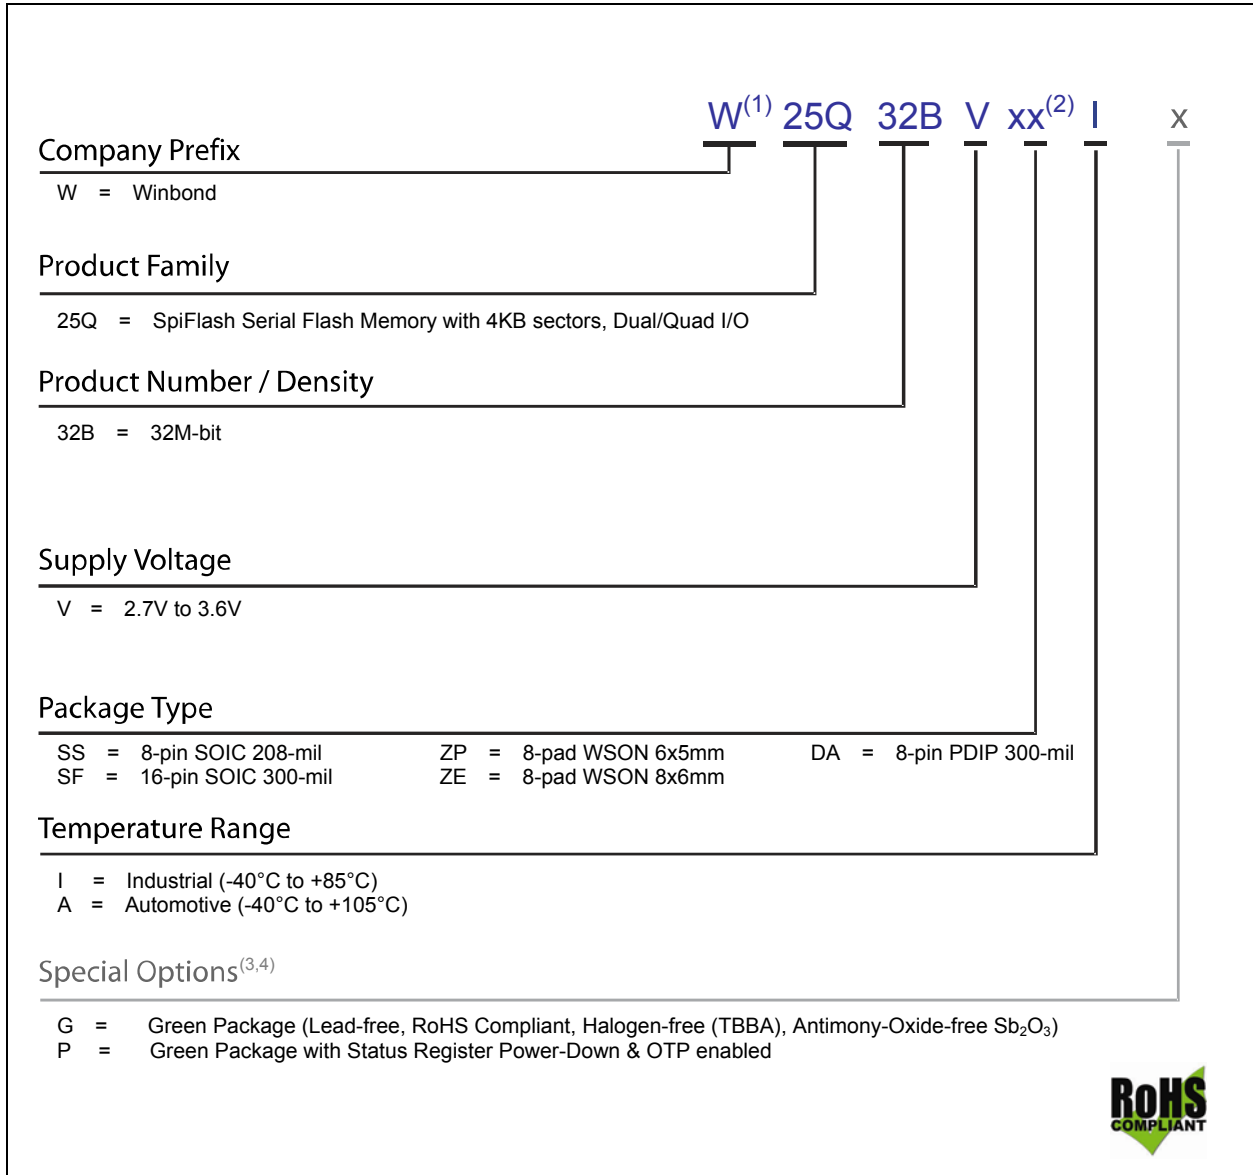 W(1) 25Q 32B V xx(2) I x
Company Prefix
W = Winbond
Product Family
25Q = SpiFlash Serial Flash Memory with 4KB sectors, Dual/Quad I/O
Product Number / Density
32B = 32M-bit
Supply Voltage
V = 2.7V to 3.6V
Package Type
SS = 8-pin SOIC 208-mil ZP = 8-pad WSON 6x5mm DA = 8-pin PDIP 300-mil
SF = 16-pin SOIC 300-mil ZE = 8-pad WSON 8x6mm
Temperature Range
I = Industrial (-40°C to +85°C)
A = Automotive (-40°C to +105°C)
Special Options(3,4)
G = Green Package (Lead-free, RoHS Compliant, Halogen-free (TBBA), Antimony-Oxide-free Sb₂O₃)
P = Green Package with Status Register Power-Down & OTP enabled
RoHS
COMPLIANT